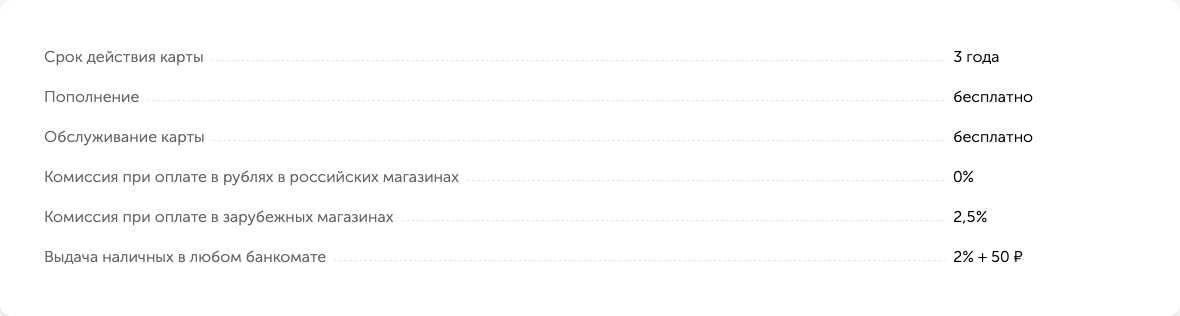 Срок действия карты 3 года
Пополнение бесплатно
Обслуживание карты бесплатно
Комиссия при оплате в рублях в российских магазинах 0%
Комиссия при оплате в зарубежных магазинах 2,5%
Выдача наличных в любом банкомате 2% + 50 ₽